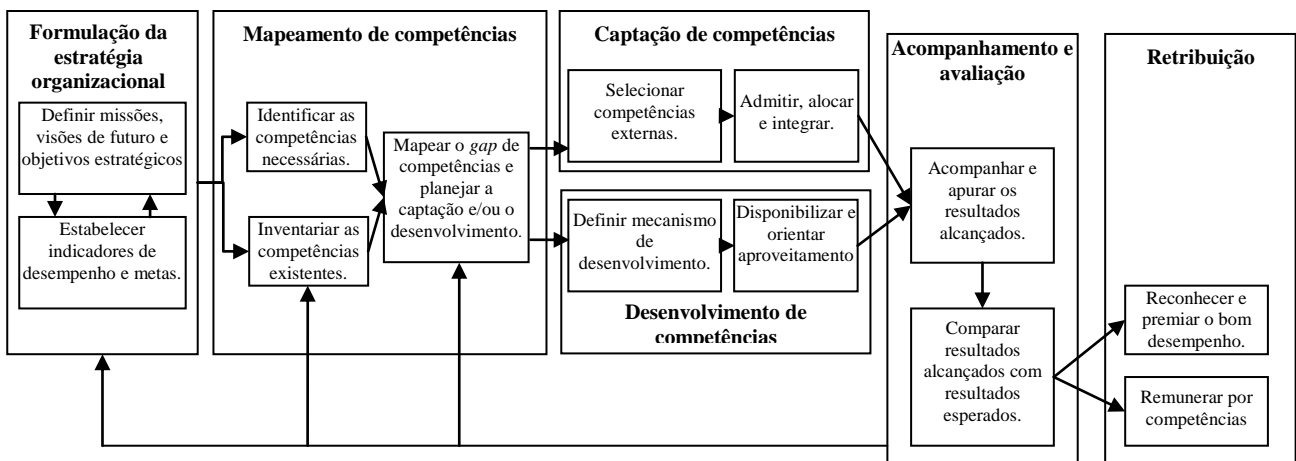 Formulação da
estratégia
organizacional
Definir missões,
visões de futuro e
objetivos estratégicos
Estabelecer
indicadores de
desempenho e metas.
Mapeamento de competências
Identificar as
competências
necessárias.
Inventariar as
competências
existentes.
Mapear o gap de
competências e
planejar a
captação e/ou o
desenvolvimento.
Captação de competências
Selecionar
competências
externas.
Admitir, alocar
e integrar.
Definir mecanismo
de
desenvolvimento.
Disponibilizar e
orientar
aproveitamento
Desenvolvimento de
competências
Acompanhamento e
avaliação
Acompanhar e
apurar os
resultados
alcançados.
Comparar
resultados
alcançados com
resultados
esperados.
Retribuição
Reconhecer e
premiar o bom
desempenho.
Remunerar por
competências